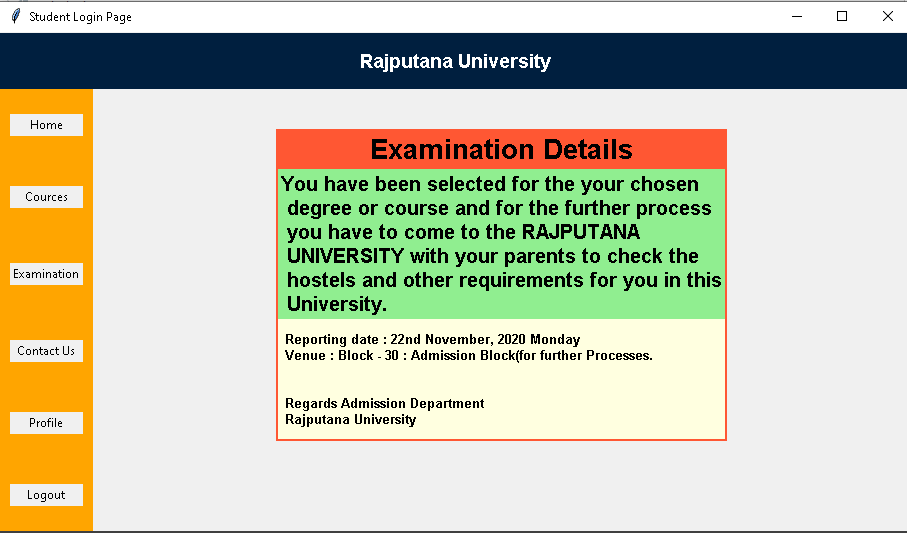 Student Login Page
Rajputana University
Home
Cources
Examination
Contact Us
Profile
Logout
Examination Details
You have been selected for the your chosen
degree or course and for the further process
you have to come to the RAJPUTANA
UNIVERSITY with your parents to check the
hostels and other requirements for you in this
University.
Reporting date : 22nd November, 2020 Monday
Venue : Block - 30 : Admission Block(for further Processes.
Regards Admission Department
Rajputana University